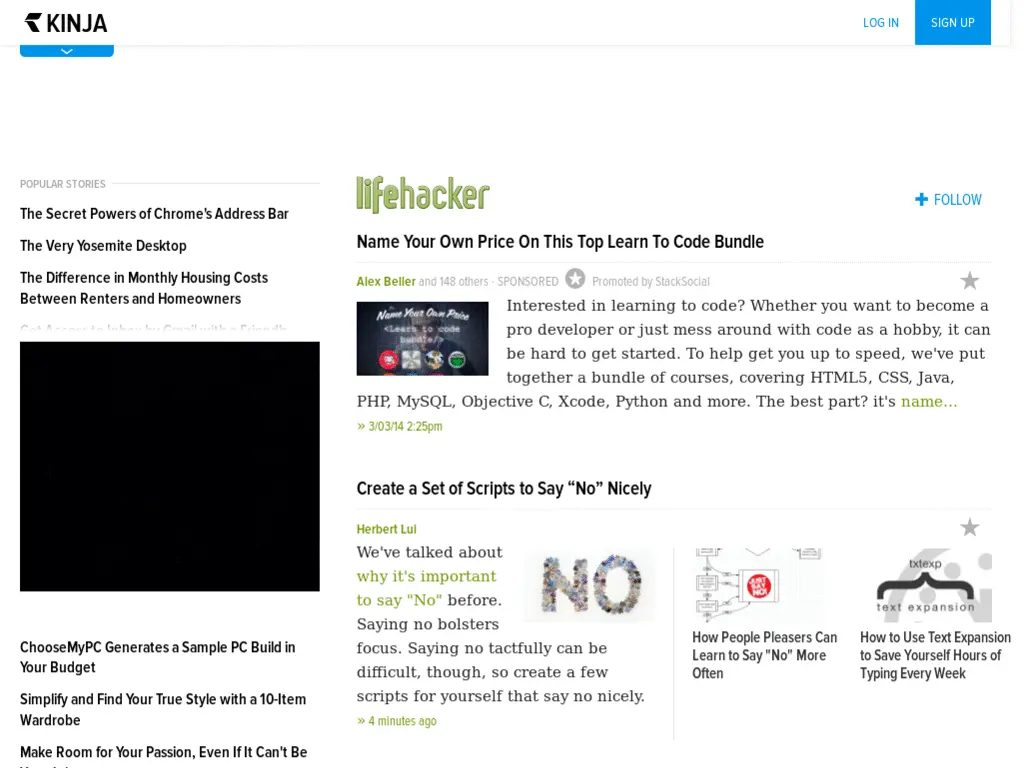 KINJA
LOG IN
SIGN UP
POPULAR STORIES
The Secret Powers of Chrome's Address Bar
The Very Yosemite Desktop
The Difference in Monthly Housing Costs
Between Renters and Homeowners
Got Access to Inbox by Gmail with a Friend's
ChooseMyPC Generates a Sample PC Build in
Your Budget
Simplify and Find Your True Style with a 10-Item
Wardrobe
Make Room for Your Passion, Even If It Can't Be
lifehacker
+ FOLLOW
Name Your Own Price On This Top Learn To Code Bundle
Alex Beller and 148 others - SPONSORED Promoted by StackSocial
Name Your Own Price
<Learn to code
bundle/>
Interested in learning to code? Whether you want to become a
pro developer or just mess around with code as a hobby, it can
be hard to get started. To help get you up to speed, we've put
together a bundle of courses, covering HTML5, CSS, Java,
PHP, MySQL, Objective C, Xcode, Python and more. The best part? it's name...
» 3/03/14 2:25pm
Create a Set of Scripts to Say “No” Nicely
Herbert Lui
We've talked about
why it's important
to say "No" before.
Saying no bolsters
focus. Saying no tactfully can be
difficult, though, so create a few
scripts for yourself that say no nicely.
» 4 minutes ago
NO
JUST
SAY
NO!
How People Pleasers Can
Learn to Say "No" More
Often
txtexp
text expansion
How to Use Text Expansion
to Save Yourself Hours of
Typing Every Week